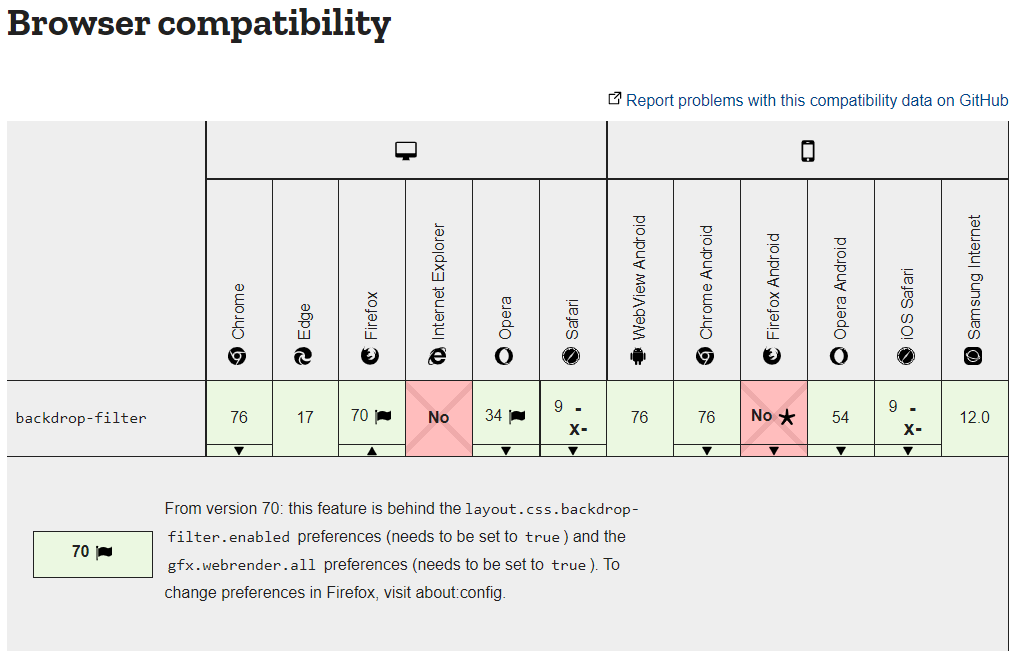 Browser compatibility
Report problems with this compatibility data on GitHub
Chrome
Edge
Firefox
Internet Explorer
Opera
Safari
WebView Android
Chrome Android
Firefox Android
Opera Android
iOS Safari
Samsung Internet
backdrop-filter
76
17
70
No
34
9 -
x-
76
76
No
54
9 -
x-
12.0
70
From version 70: this feature is behind the layout.css.backdrop-
filter.enabled preferences (needs to be set to true) and the
gfx.webrender.all preferences (needs to be set to true). To
change preferences in Firefox, visit about:config.